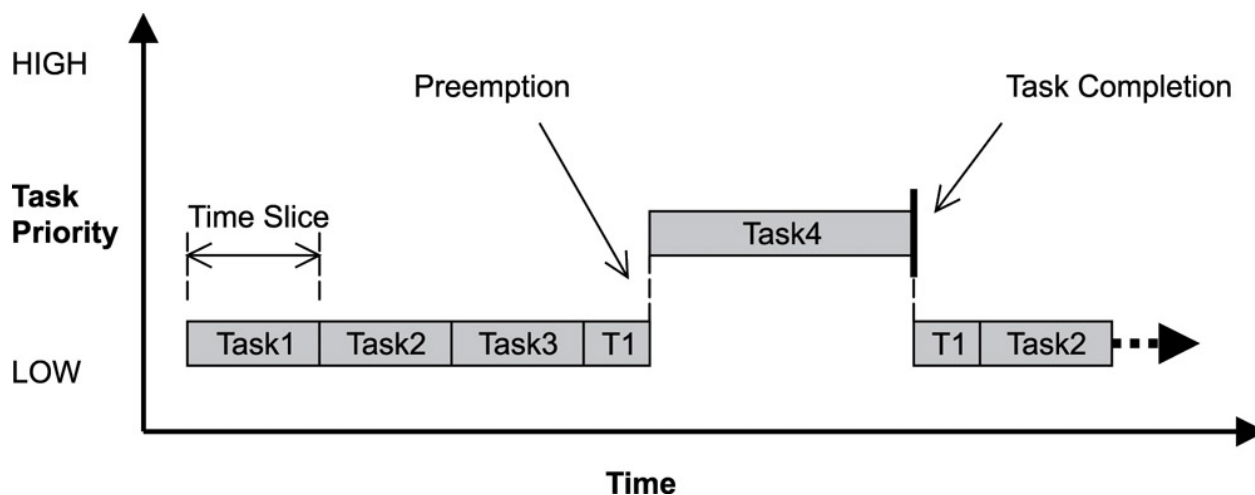 HIGH
Preemption
Task Completion
Task
Priority
Time Slice
Task4
Task1
Task2
Task3
T1
T1
Task2
LOW
Time